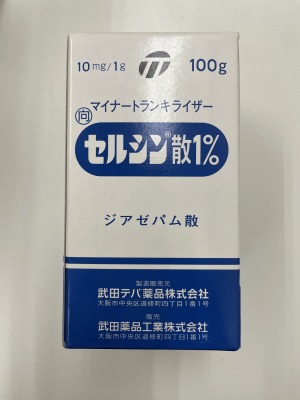 10mg/1g 100g
マイナートランキライザー
向
セルシン®散1%
ジアゼパム散
製造販売元
武田テバ薬品株式会社
大阪市中央区道修町四丁目1番1号
販売
武田薬品工業株式会社
大阪市中央区道修町四丁目1番1号